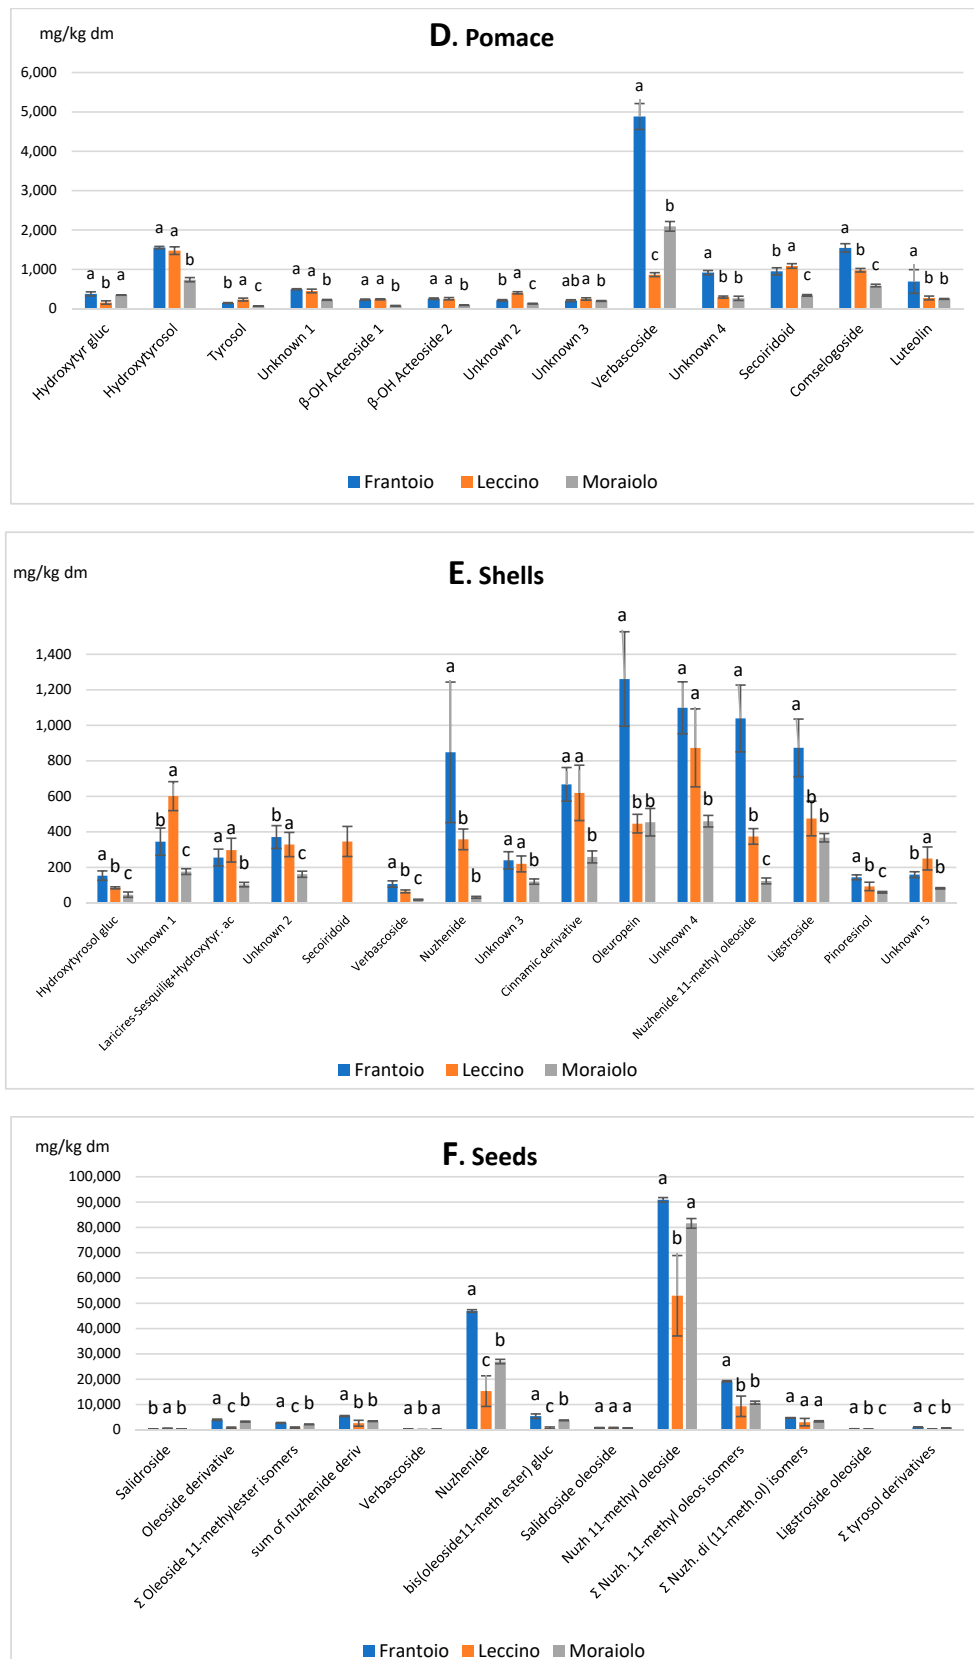 mg/kg dm
D. Pomace
6,000
5,000
4,000
3,000
2,000
1,000
0
a b a
a a b
b a c
a a b
a a b
a a b
b a c
ab a b
a c b
a b b
b a c
a b c
a b b
Hydroxytyr gluc
Hydroxytyrosol
Tyrosol
Unknown 1
β-OH Acteoside 1
β-OH Acteoside 2
Unknown 2
Unknown 3
Verbascoside
Unknown 4
Secoiridoid
Comselogoside
Luteolin
Frantoio Leccino Moraiolo
mg/kg dm
E. Shells
1,400
1,200
1,000
800
600
400
200
0
a b c
b a c
a a b
a a c
a b c
a b b
a a b
a a b
a b b
a a b
a b c
a b b
a b c
b a b
Hydroxytyrosol gluc
Unknown 1
Laricires-Sesquilig+Hydroxytyr. ac
Unknown 2
Secoiridoid
Verbascoside
Nuzhenide
Unknown 3
Cinnamic derivative
Oleuropein
Unknown 4
Nuzhenide 11-methyl oleoside
Ligstroside
Pinoresinol
Unknown 5
Frantoio Leccino Moraiolo
mg/kg dm
F. Seeds
100,000
90,000
80,000
70,000
60,000
50,000
40,000
30,000
20,000
10,000
0
b a b
a c b
a c b
a b b
a b a
a c b
a c b
a a a
a b a
a b b
a a a
a b c
a c b
Salidroside
Oleoside derivative
Σ Oleoside 11-methylester isomers
sum of nuzhenide deriv
Verbascoside
Nuzhenide
bis(oleoside11-meth ester) gluc
Salidroside oleoside
Nuzh 11-methyl oleoside
Σ Nuzh. 11-methyl oleos isomers
Σ Nuzh. di (11-meth.ol) isomers
Ligstroside oleoside
Σ tyrosol derivatives
Frantoio Leccino Moraiolo